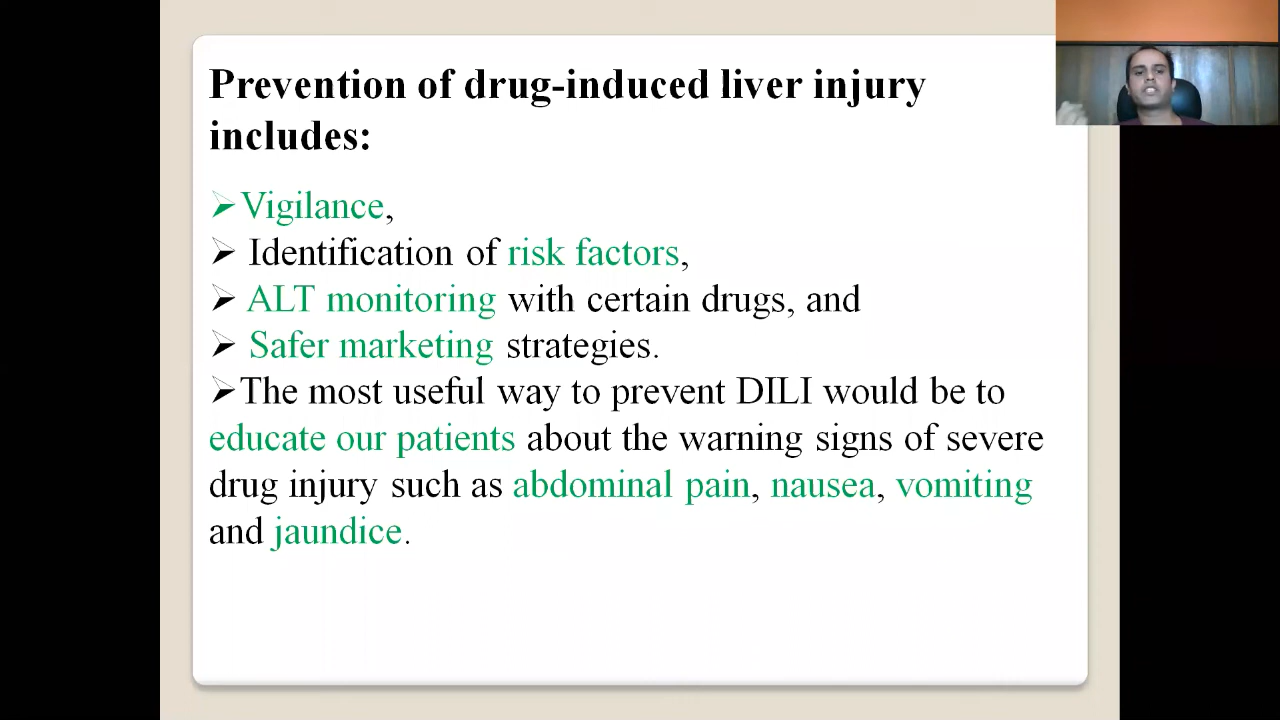 Prevention of drug-induced liver injury
includes:
➢Vigilance,
➢ Identification of risk factors,
➢ ALT monitoring with certain drugs, and
➢ Safer marketing strategies.
➢The most useful way to prevent DILI would be to
educate our patients about the warning signs of severe
drug injury such as abdominal pain, nausea, vomiting
and jaundice.